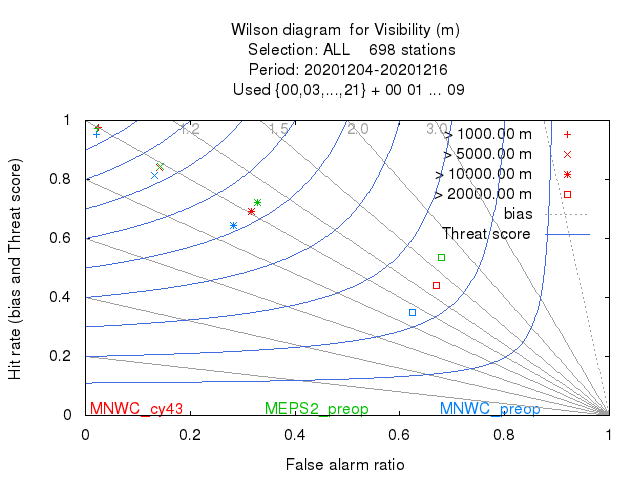 Wilson diagram for Visibility (m)
Selection: ALL 698 stations
Period: 20201204-20201216
Used {00,03,...,21} + 00 01 ... 09
Hit rate (bias and Threat score)
1
0.8
0.6
0.4
0.2
0
1.2
1.5
2.0
3.0
> 1000.00 m
> 5000.00 m
> 10000.00 m
> 20000.00 m
bias
Threat score
MNWC_cy43 MEPS2_preop MNWC_preop
0 0.2 0.4 0.6 0.8 1
False alarm ratio